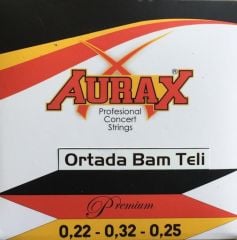 AURAX®
Profesional
Concert
Strings
Ortada Bam Teli
Premium
0,22 - 0,32 - 0,25